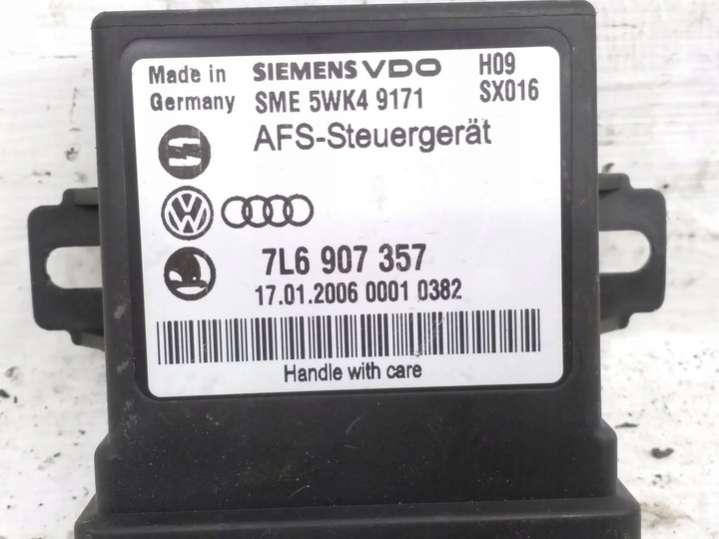 Made in SIEMENS VDO H09
Germany SME 5WK4 9171 SX016
AFS-Steuergerät
7L6 907 357
17.01.2006 0001 0382
Handle with care